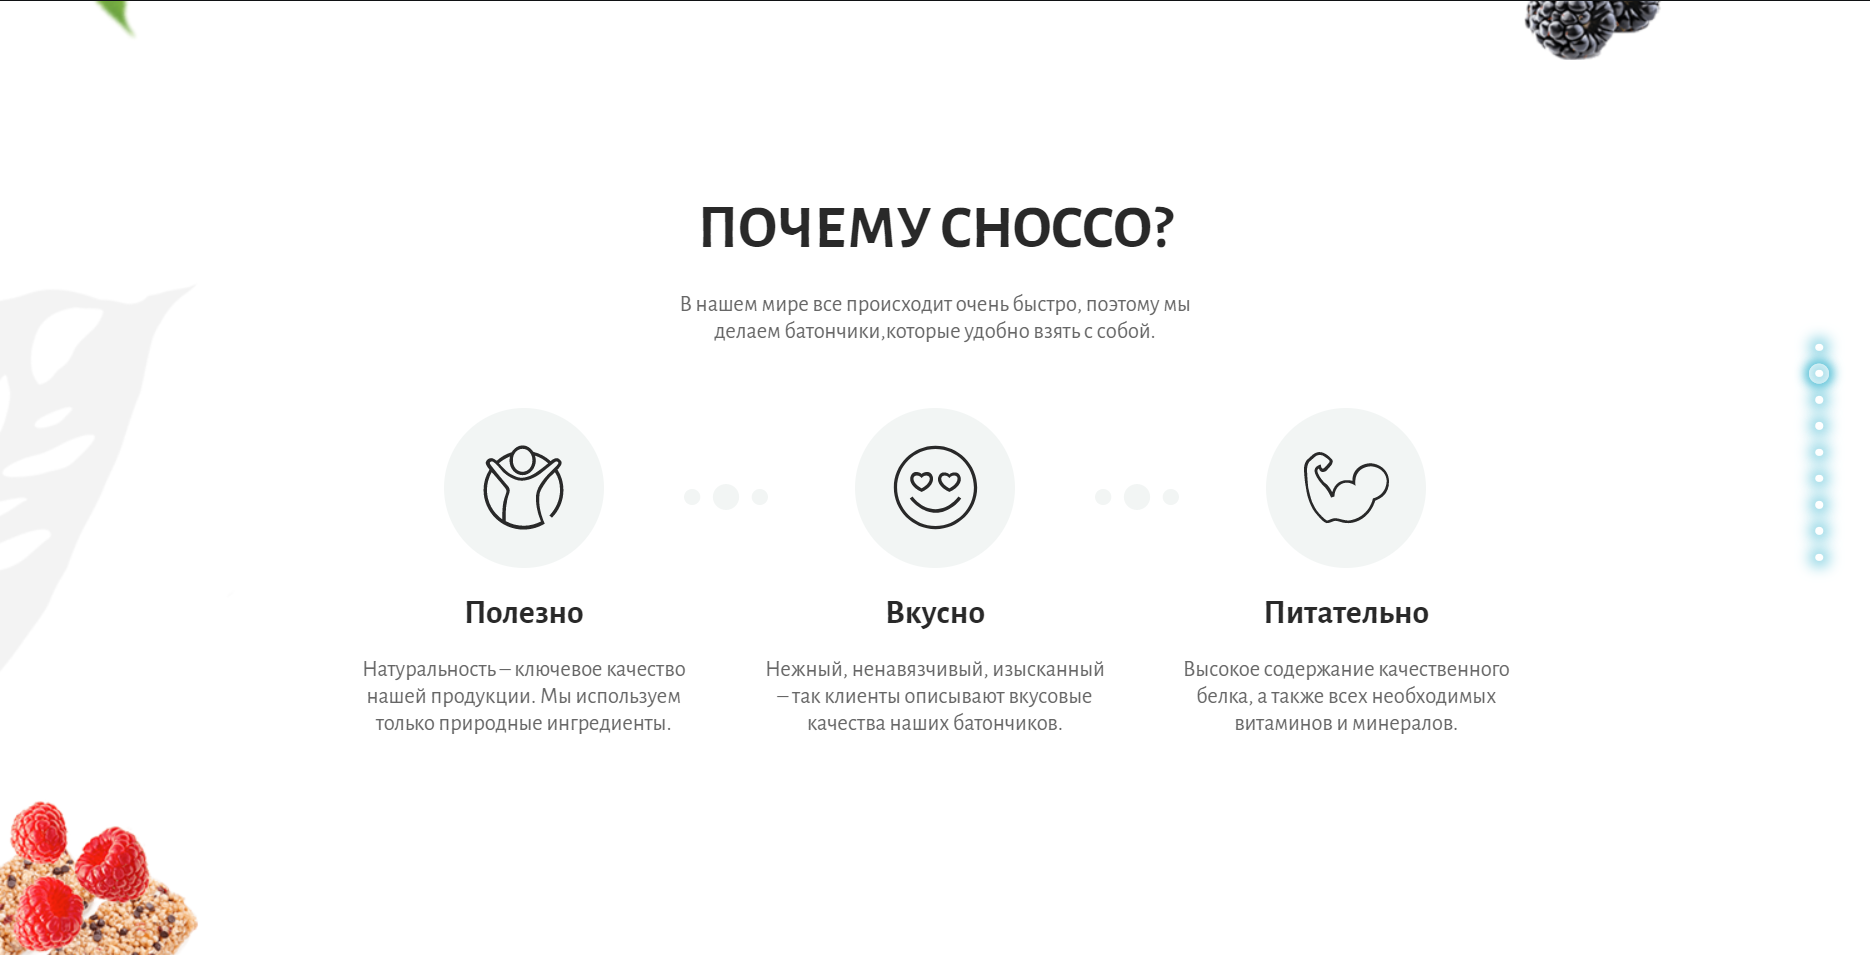 ПОЧЕМУ CHOCCO?
В нашем мире все происходит очень быстро, поэтому мы
делаем батончики,которые удобно взять с собой.
Полезно
Натуральность – ключевое качество
нашей продукции. Мы используем
только природные ингредиенты.
Вкусно
Нежный, ненавязчивый, изысканный
– так клиенты описывают вкусовые
качества наших батончиков.
Питательно
Высокое содержание качественного
белка, а также всех необходимых
витаминов и минералов.